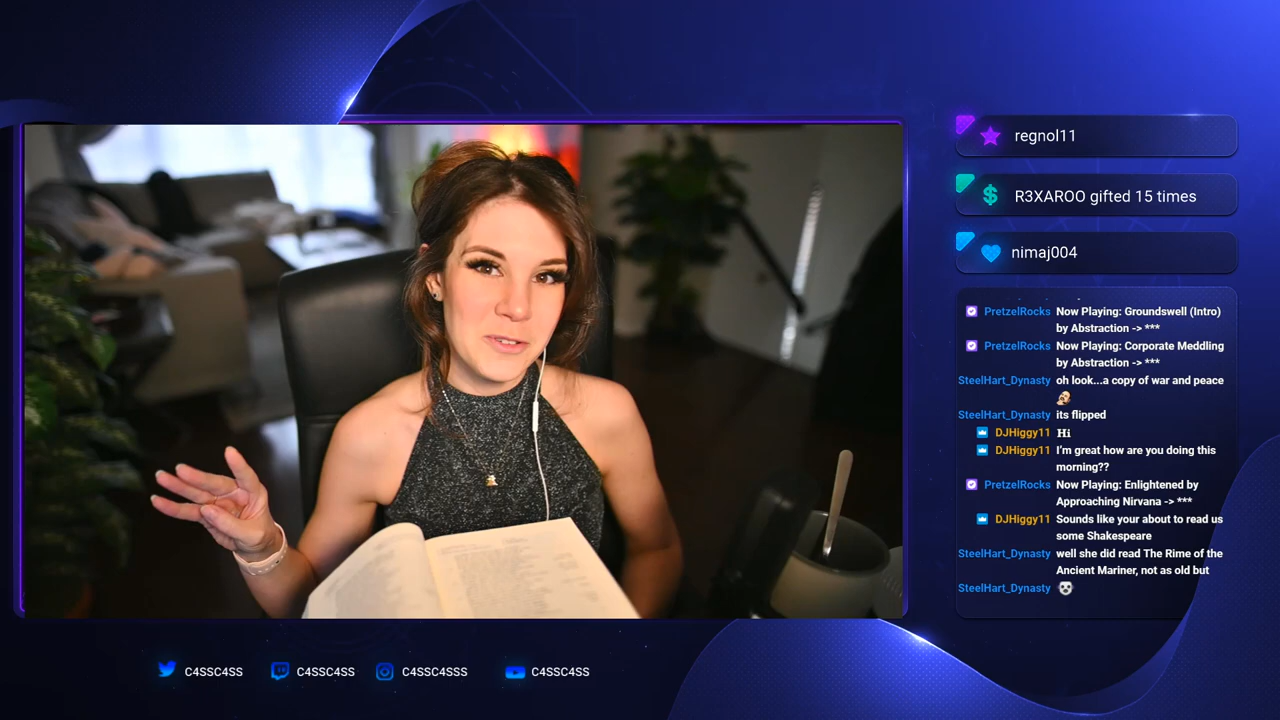 regnol11
R3XAROO gifted 15 times
nimaj004
PretzelRocks Now Playing: Groundswell (Intro)
by Abstraction -> ***
PretzelRocks Now Playing: Corporate Meddling
by Abstraction -> ***
SteelHart_Dynasty oh look...a copy of war and peace
SteelHart_Dynasty its flipped
DJHiggy11 Hi
DJHiggy11 I'm great how are you doing this
morning??
PretzelRocks Now Playing: Enlightened by
Approaching Nirvana -> ***
DJHiggy11 Sounds like your about to read us
some Shakespeare
SteelHart_Dynasty well she did read The Rime of the
Ancient Mariner, not as old but
SteelHart_Dynasty
C4SSC4SS C4SSC4SS C4SSC4SSS C4SSC4SS